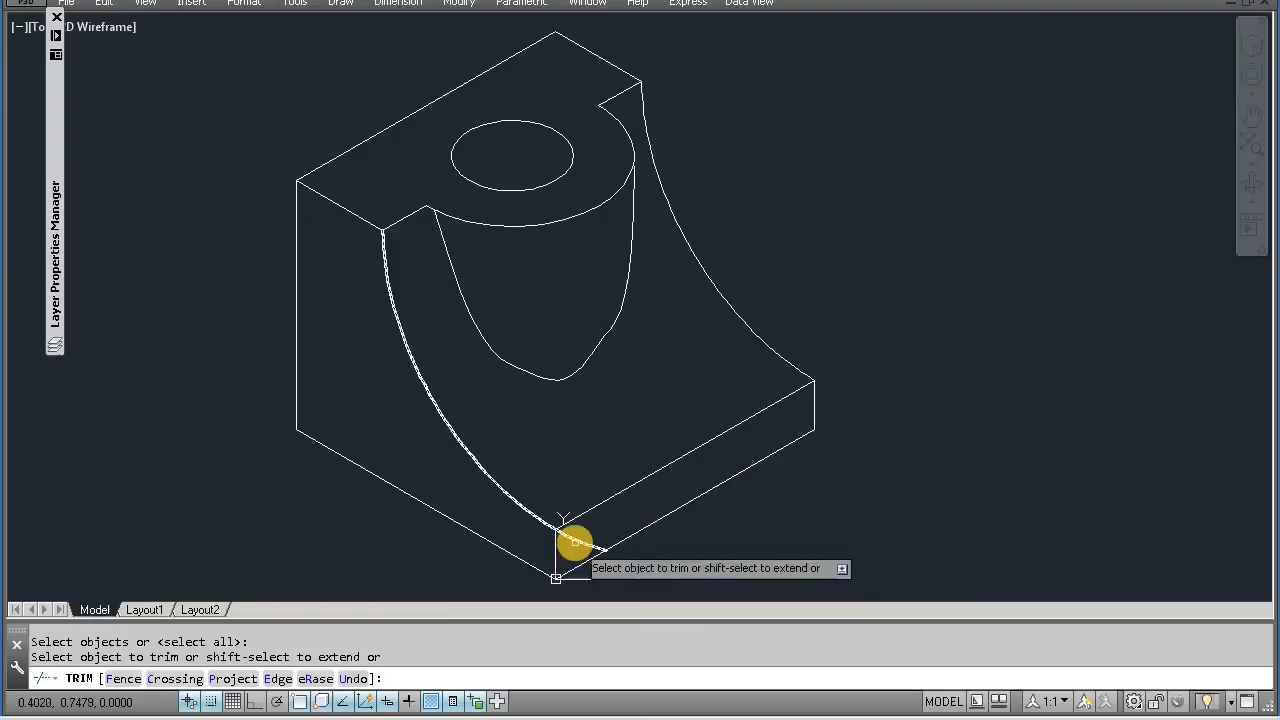 File Edit View Insert Format Tools Draw Dimension Modify Parametric Window Help Express Data View
[−][To D Wireframe]
Layer Properties Manager
Y
Select object to trim or shift-select to extend or
Model Layout1 Layout2
Select objects or <select all>:
Select object to trim or shift-select to extend or
TRIM [Fence Crossing Project Edge eRase Undo]:
0.4020, 0.7479, 0.0000 MODEL 1:1